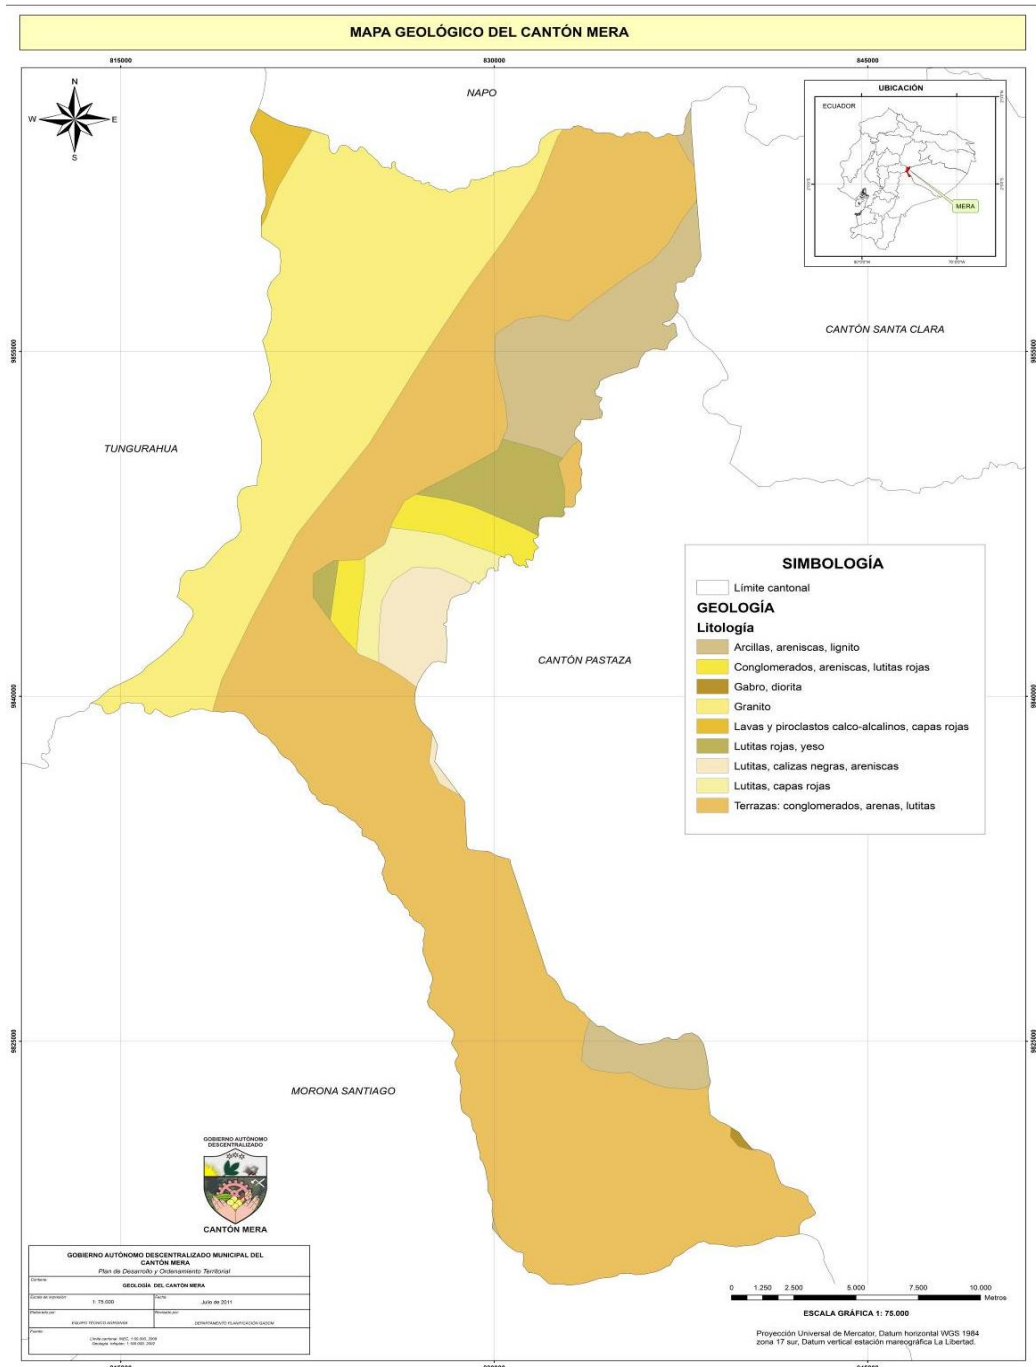 MAPA GEOLÓGICO DEL CANTÓN MERA
815000
830000
845000
N
W
E
S
NAPO
UBICACIÓN
ECUADOR
MERA
CANTÓN SANTA CLARA
9855000
9855000
TUNGURAHUA
SIMBOLOGÍA
Límite cantonal
GEOLOGÍA
Litología
Arcillas, areniscas, lignito
Conglomerados, areniscas, lutitas rojas
Gabro, diorita
Granito
Lavas y piroclastos calco-alcalinos, capas rojas
Lutitas rojas, yeso
Lutitas, calizas negras, areniscas
Lutitas, capas rojas
Terrazas: conglomerados, arenas, lutitas
CANTÓN PASTAZA
9840000
9840000
9825000
9825000
MORONA SANTIAGO
GOBIERNO AUTÓNOMO
DESCENTRALIZADO
CANTÓN MERA
GOBIERNO AUTÓNOMO DESCENTRALIZADO MUNICIPAL DEL
CANTÓN MERA
Plan de Desarrollo y Ordenamiento Territorial
GEOLOGÍA DEL CANTÓN MERA
1: 75.000
Julio de 2011
0 1.250 2.500 5.000 7.500 10.000
Metros
ESCALA GRÁFICA 1: 75.000
Proyección Universal de Mercator, Datum horizontal WGS 1984
zona 17 sur, Datum vertical estación mareográfica La Libertad.